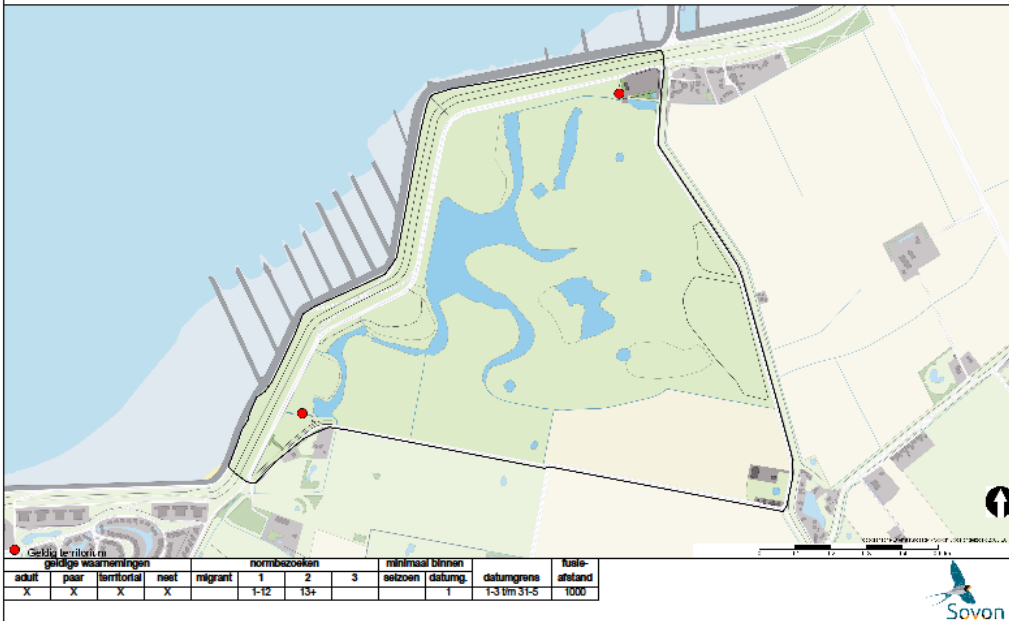 Geldig territorium
geldige waarnemingen normbezoeken minimaal binnen fusie-
adult paar territorial nest migrant 1 2 3 seizoen datumg. datumgrens afstand
X X X X 1-12 13+ 1 1-3 t/m 31-5 1000
Sovon